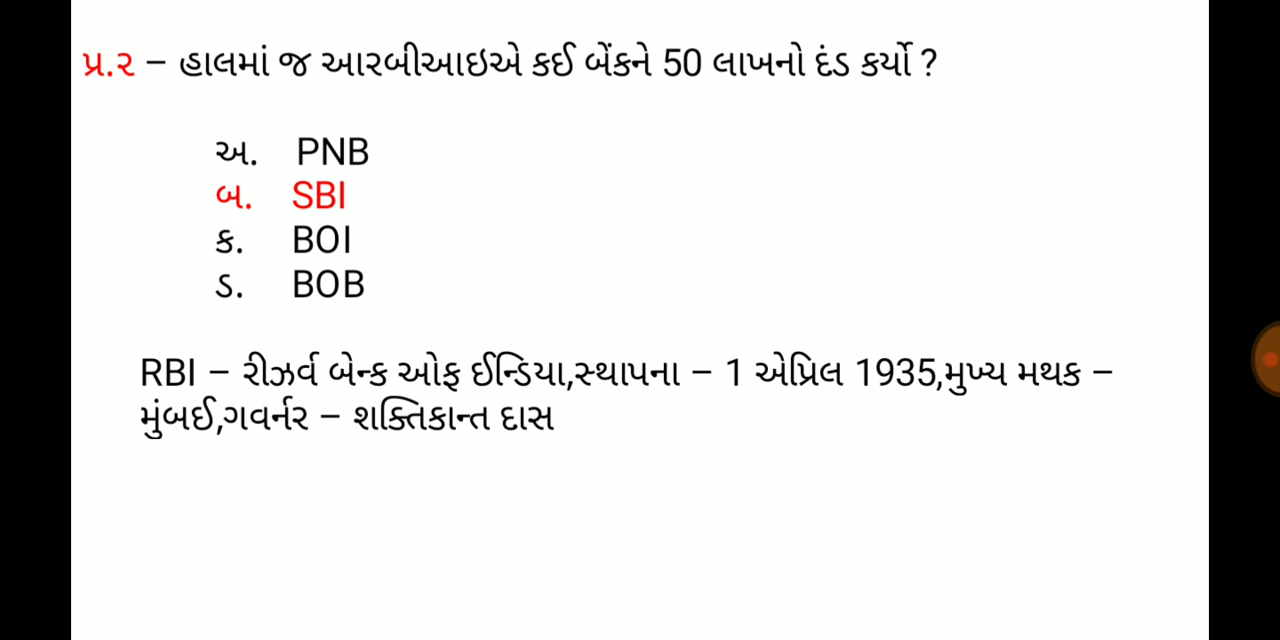 પ્ર.૨ – હાલમાં જ આરબીઆઇએ કઈ બેંકને 50 લાખનો દંડ કર્યો ?
અ. PNB
બ. SBI
ક. BOI
ડ. BOB
RBI – રીઝર્વ બેન્ક ઓફ ઈન્ડિયા,સ્થાપના – 1 એપ્રિલ 1935,મુખ્ય મથક –
મુંબઈ,ગવર્નર – શક્તિકાન્ત દાસ